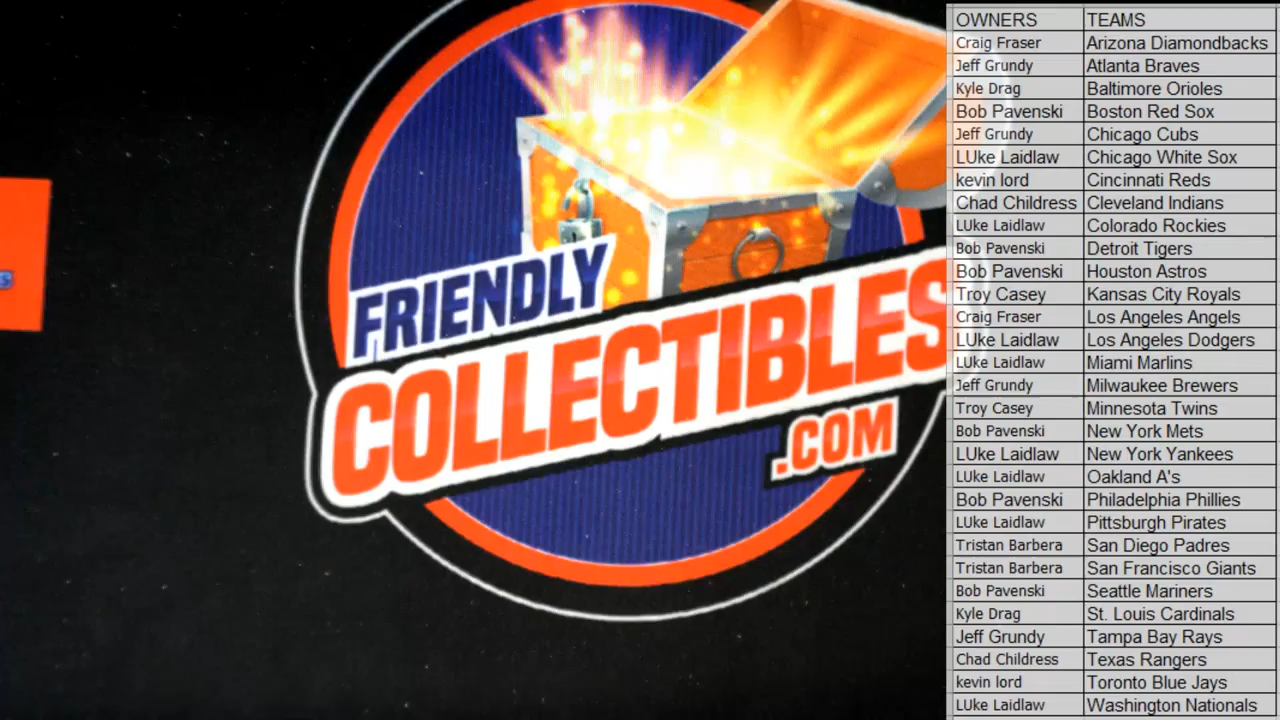 FRIENDLY
COLLECTIBLES
.COM
OWNERS TEAMS
Craig Fraser Arizona Diamondbacks
Jeff Grundy Atlanta Braves
Kyle Drag Baltimore Orioles
Bob Pavenski Boston Red Sox
Jeff Grundy Chicago Cubs
LUke Laidlaw Chicago White Sox
kevin lord Cincinnati Reds
Chad Childress Cleveland Indians
LUke Laidlaw Colorado Rockies
Bob Pavenski Detroit Tigers
Bob Pavenski Houston Astros
Troy Casey Kansas City Royals
Craig Fraser Los Angeles Angels
LUke Laidlaw Los Angeles Dodgers
LUke Laidlaw Miami Marlins
Jeff Grundy Milwaukee Brewers
Troy Casey Minnesota Twins
Bob Pavenski New York Mets
LUke Laidlaw New York Yankees
LUke Laidlaw Oakland A's
Bob Pavenski Philadelphia Phillies
LUke Laidlaw Pittsburgh Pirates
Tristan Barbera San Diego Padres
Tristan Barbera San Francisco Giants
Bob Pavenski Seattle Mariners
Kyle Drag St. Louis Cardinals
Jeff Grundy Tampa Bay Rays
Chad Childress Texas Rangers
kevin lord Toronto Blue Jays
LUke Laidlaw Washington Nationals